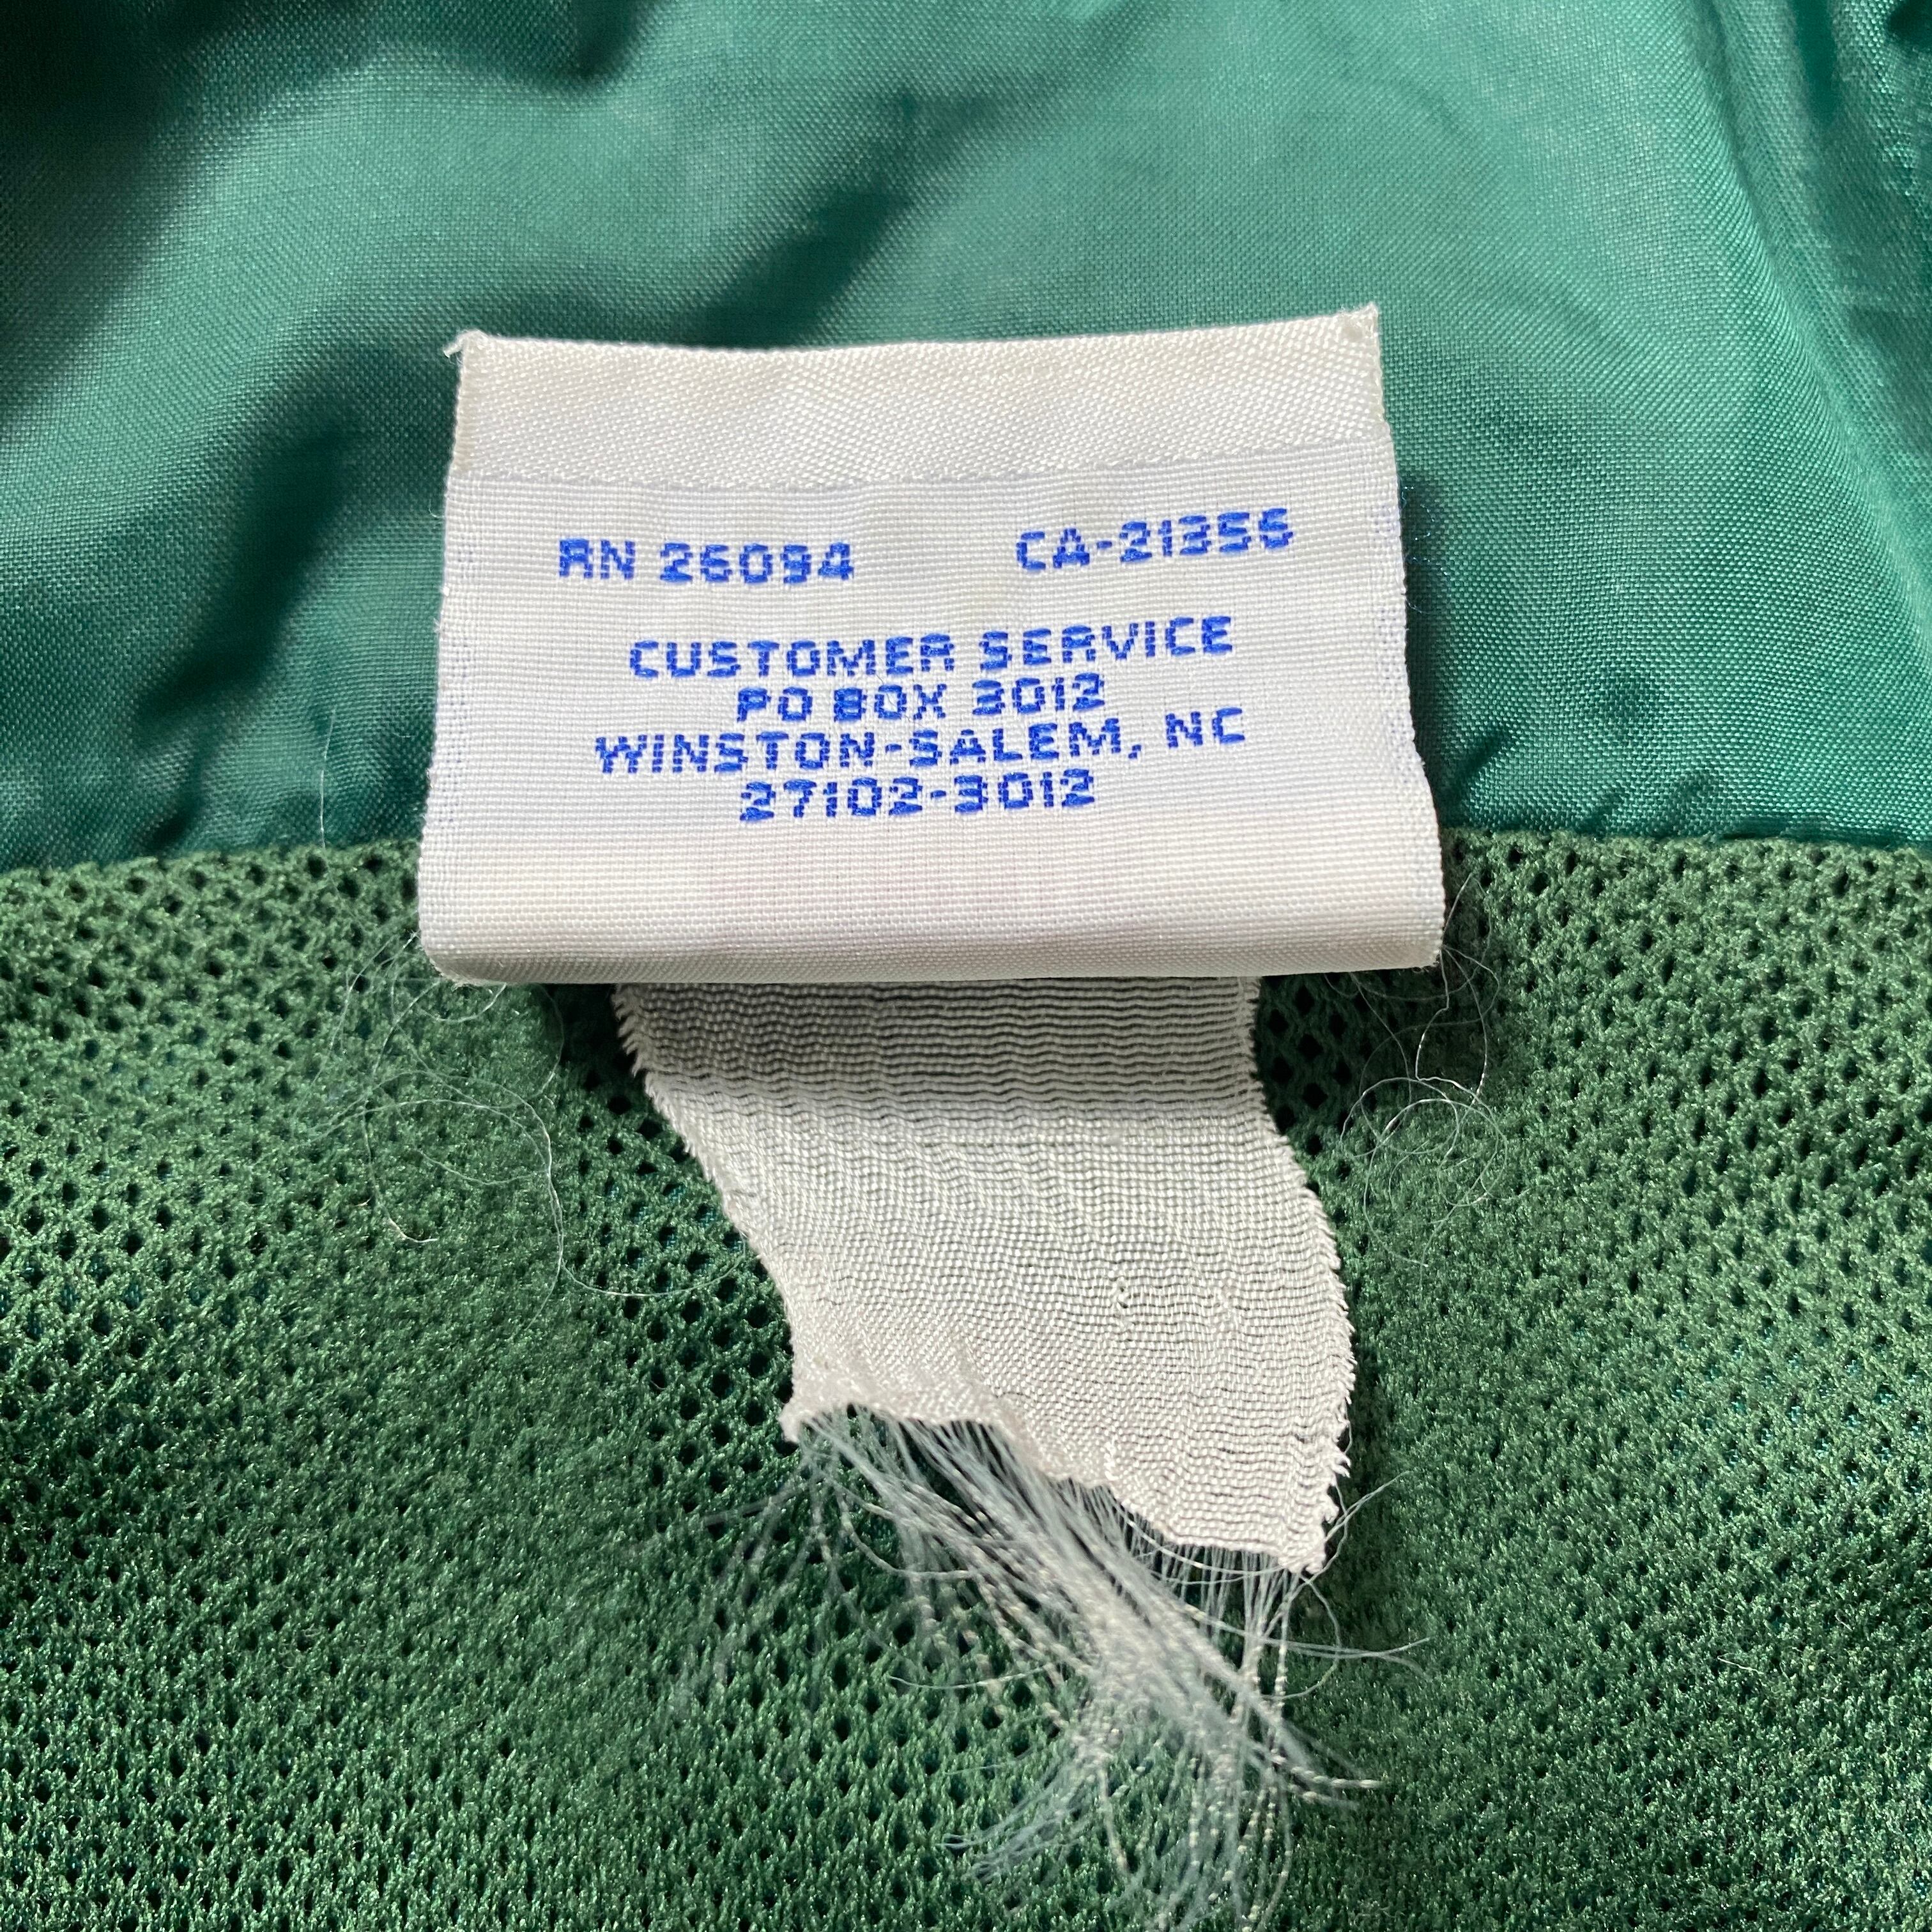 RN 26094 CA-21356
CUSTOMER SERVICE
PO BOX 3012
WINSTON-SALEM, NC
27102-3012